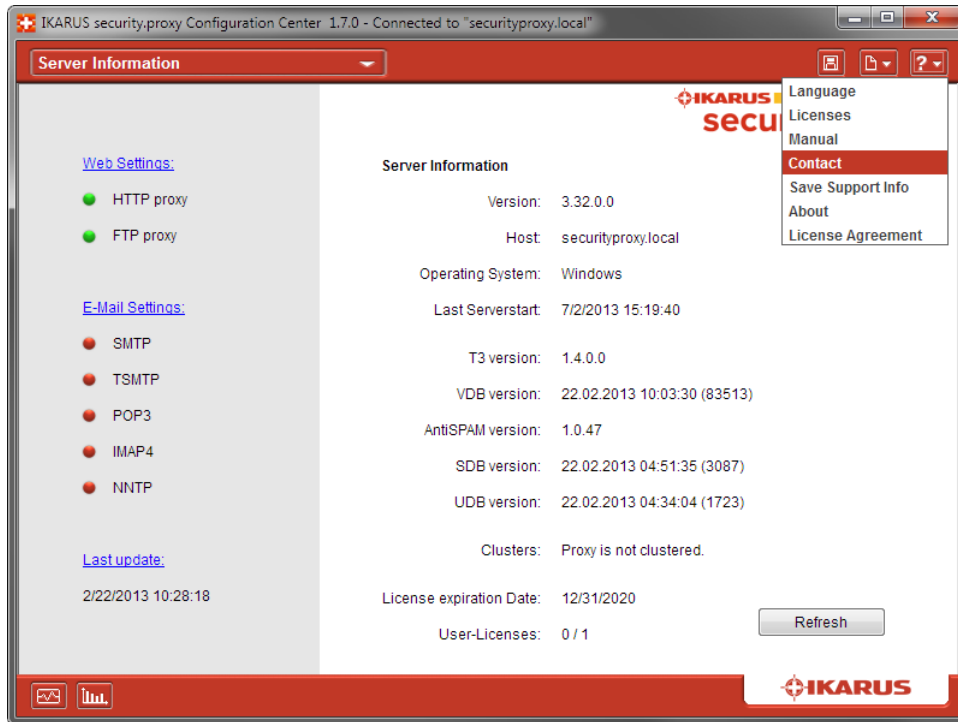 IKARUS security.proxy Configuration Center 1.7.0 - Connected to "securityproxy.local"
Server Information
?
Language
Licenses
Manual
Contact
Save Support Info
About
License Agreement
IKARUS
secu
Web Settings:
HTTP proxy
FTP proxy
E-Mail Settings:
SMTP
TSMTP
POP3
IMAP4
NNTP
Last update:
2/22/2013 10:28:18
Server Information
Version: 3.32.0.0
Host: securityproxy.local
Operating System: Windows
Last Serverstart: 7/2/2013 15:19:40
T3 version: 1.4.0.0
VDB version: 22.02.2013 10:03:30 (83513)
AntiSPAM version: 1.0.47
SDB version: 22.02.2013 04:51:35 (3087)
UDB version: 22.02.2013 04:34:04 (1723)
Clusters: Proxy is not clustered.
License expiration Date: 12/31/2020
User-Licenses: 0 / 1
Refresh
IKARUS